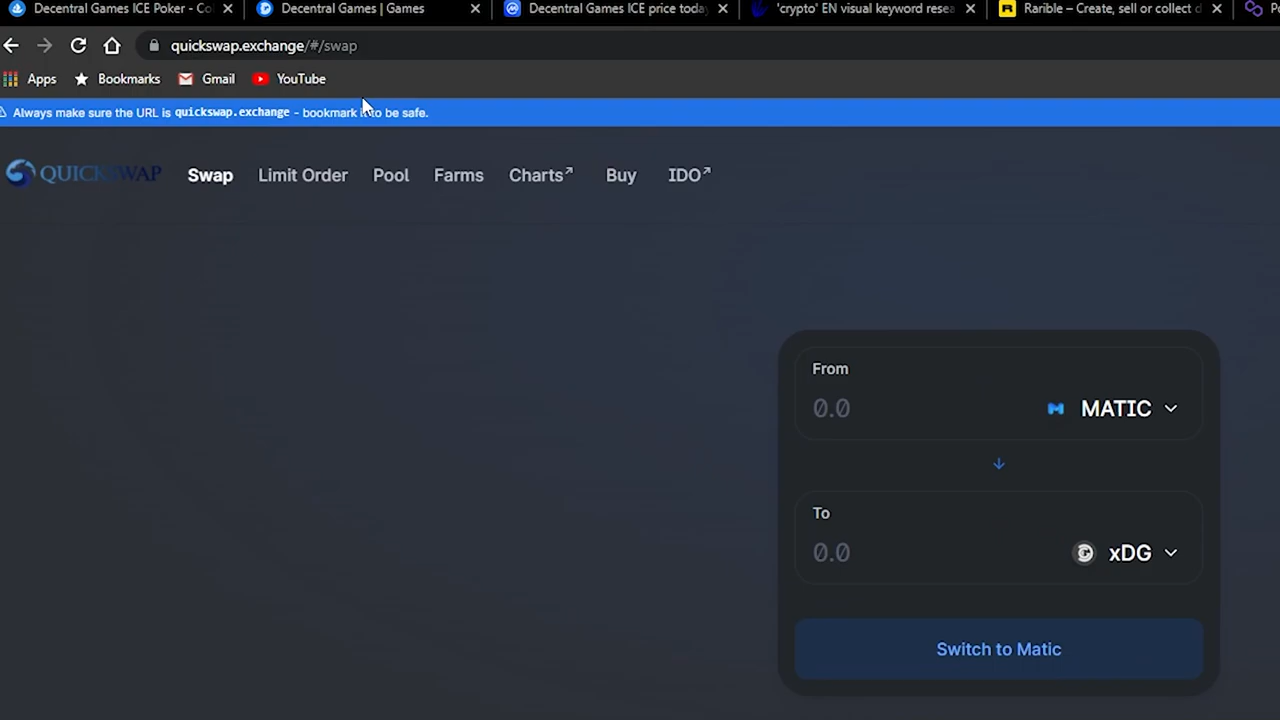 Decentral Games ICE Poker - Co
Decentral Games | Games
Decentral Games ICE price today
'crypto' EN visual keyword resea
Rarible – Create, sell or collect d
quickswap.exchange/#/swap
Apps
Bookmarks
Gmail
YouTube
Always make sure the URL is quickswap.exchange - bookmark it to be safe.
QUICKSWAP
Swap
Limit Order
Pool
Farms
Charts↗
Buy
IDO↗
From
0.0
MATIC
To
0.0
xDG
Switch to Matic